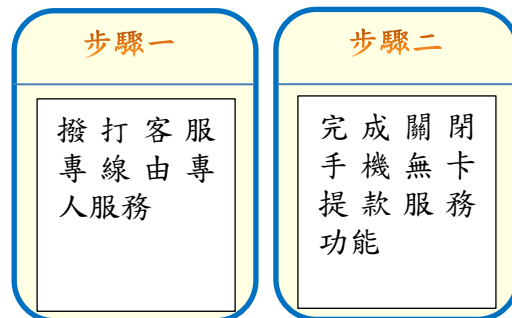 步驟一
撥打客服
專線由專
人服務
步驟二
完成關閉
手機無卡
提款服務
功能